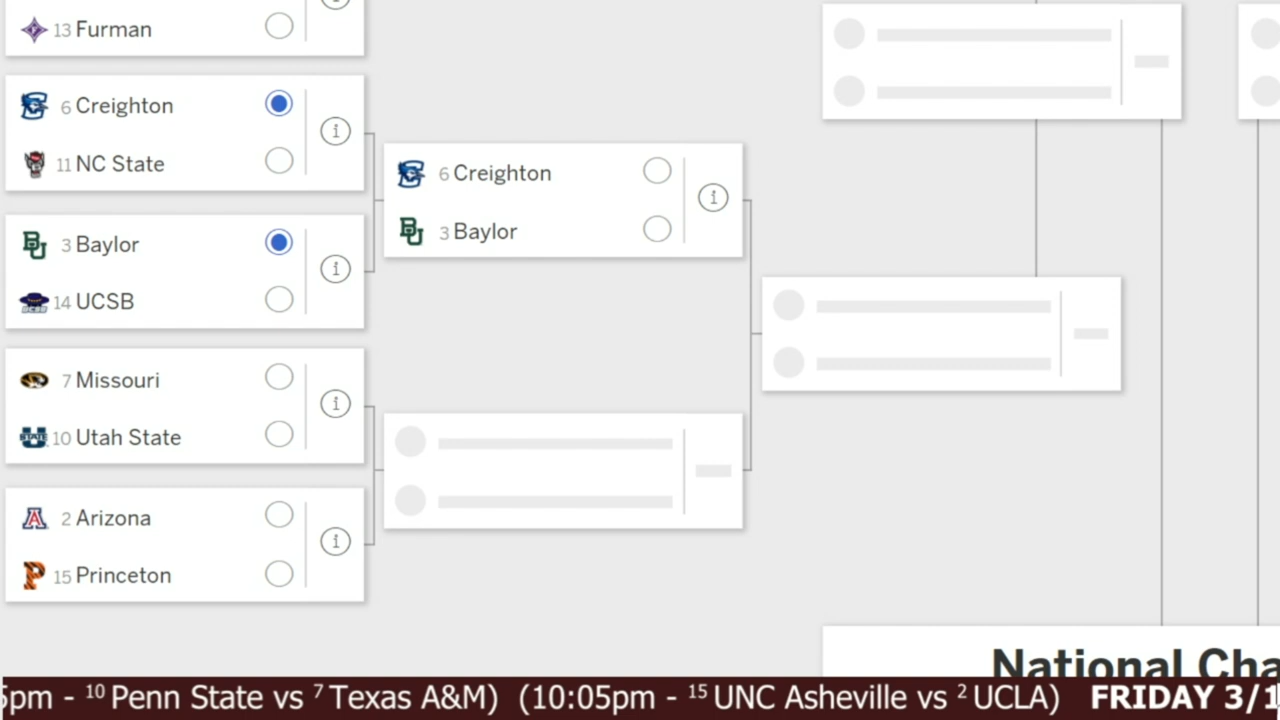 13 Furman
6 Creighton
11 NC State
3 Baylor
14 UCSB
7 Missouri
10 Utah State
2 Arizona
15 Princeton
6 Creighton
3 Baylor
National Cha
5pm - 10 Penn State vs 7 Texas A&M) (10:05pm - 15 UNC Asheville vs 2 UCLA) FRIDAY 3/1